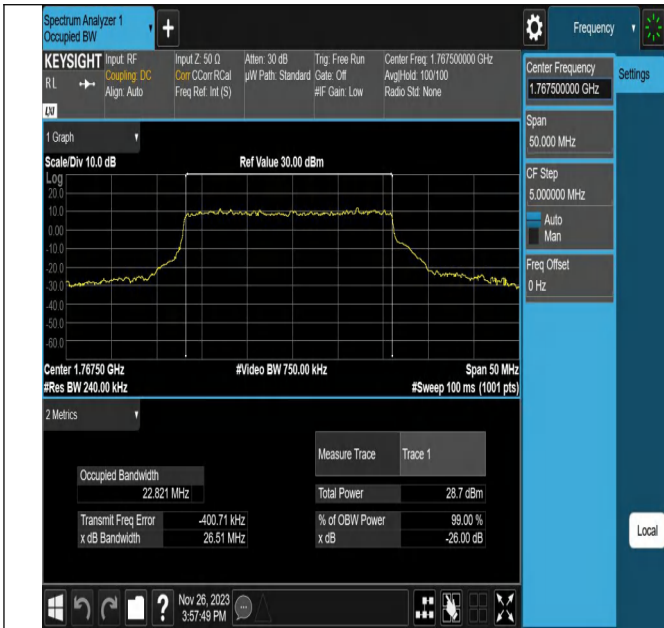 Spectrum Analyzer 1
Occupied BW
Frequency
KEYSIGHT
RL
LXI
Input: RF
Coupling: DC
Align: Auto
Input Z: 50 Ω
Corr CCorr RCal
Freq Ref: Int (S)
Atten: 30 dB
µW Path: Standard
Trig: Free Run
Gate: Off
#IF Gain: Low
Center Freq: 1.767500000 GHz
Avg|Hold: 100/100
Radio Std: None
Center Frequency
1.767500000 GHz
Settings
Span
50.000 MHz
CF Step
5.000000 MHz
Auto
Man
Freq Offset
0 Hz
1 Graph
Scale/Div 10.0 dB
Ref Value 30.00 dBm
Log
20.0
10.0
0.00
-10.0
-20.0
-30.0
-40.0
-50.0
-60.0
Center 1.76750 GHz
#Video BW 750.00 kHz
Span 50 MHz
#Res BW 240.00 kHz
#Sweep 100 ms (1001 pts)
2 Metrics
Occupied Bandwidth
22.821 MHz
Transmit Freq Error -400.71 kHz
x dB Bandwidth 26.51 MHz
Measure Trace Trace 1
Total Power 28.7 dBm
% of OBW Power 99.00 %
x dB -26.00 dB
Local
?
Nov 26, 2023
3:57:49 PM